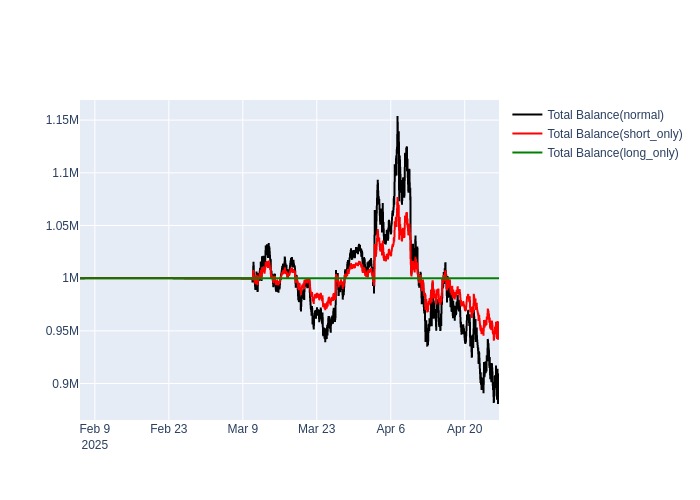 Total Balance(normal)
Total Balance(short_only)
Total Balance(long_only)
1.15M
1.1M
1.05M
1M
0.95M
0.9M
Feb 9
2025
Feb 23
Mar 9
Mar 23
Apr 6
Apr 20